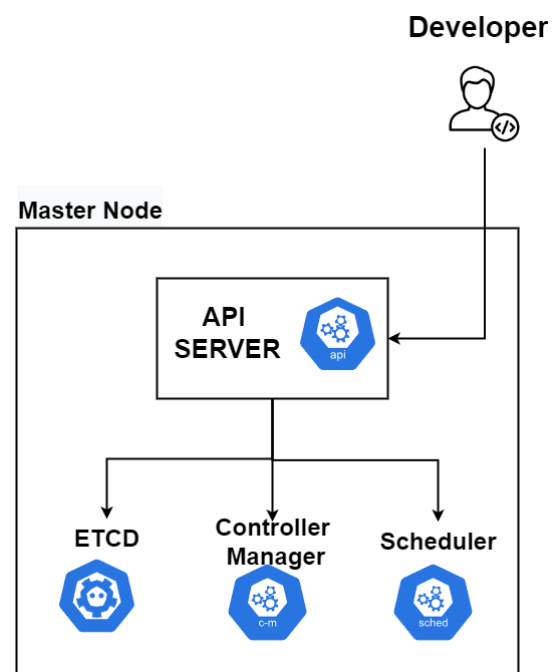 Developer
</>
Master Node
API
SERVER
api
ETCD
Controller
Manager
Scheduler
c-m
sched